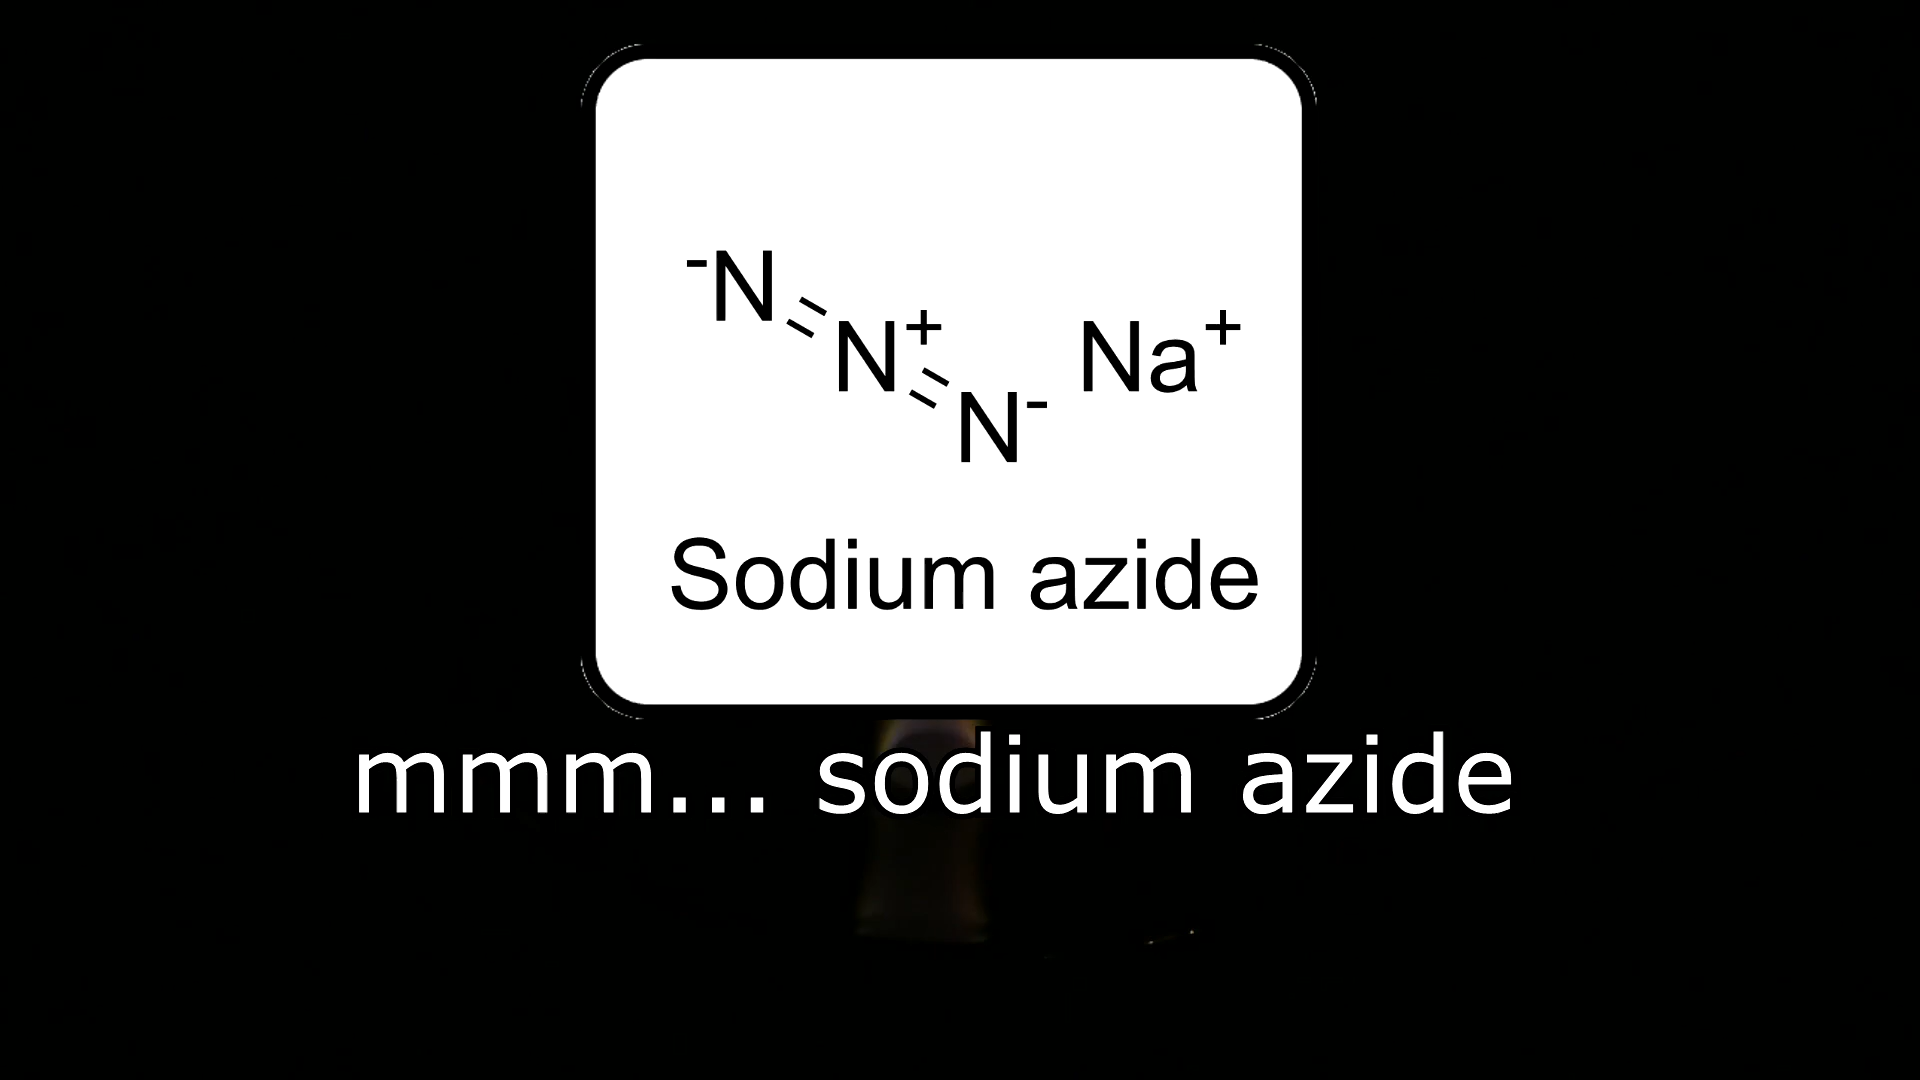 ⁻N=N⁺=N⁻ Na⁺
Sodium azide
mmm... sodium azide